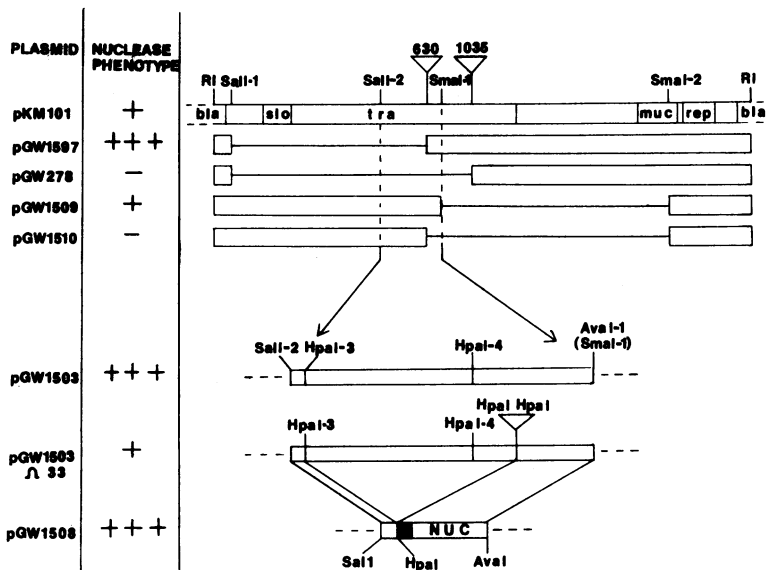 PLASMID
NUCLEASE PHENOTYPE
630 1035
RI SalI-1 SalI-2 SmaI-1 SmaI-2 RI
pKM101 + bla slo tra muc rep bla
pGW1597 +++
pGW278 −
pGW1509 +
pGW1510 −
AvaI-1
(SmaI-1)
SalI-2 HpaI-3 HpaI-4
pGW1503 +++
HpaI HpaI
HpaI-3 HpaI-4
pGW1503 +
Ω 33
pGW1508 +++ NUC
Sal1 HpaI AvaI